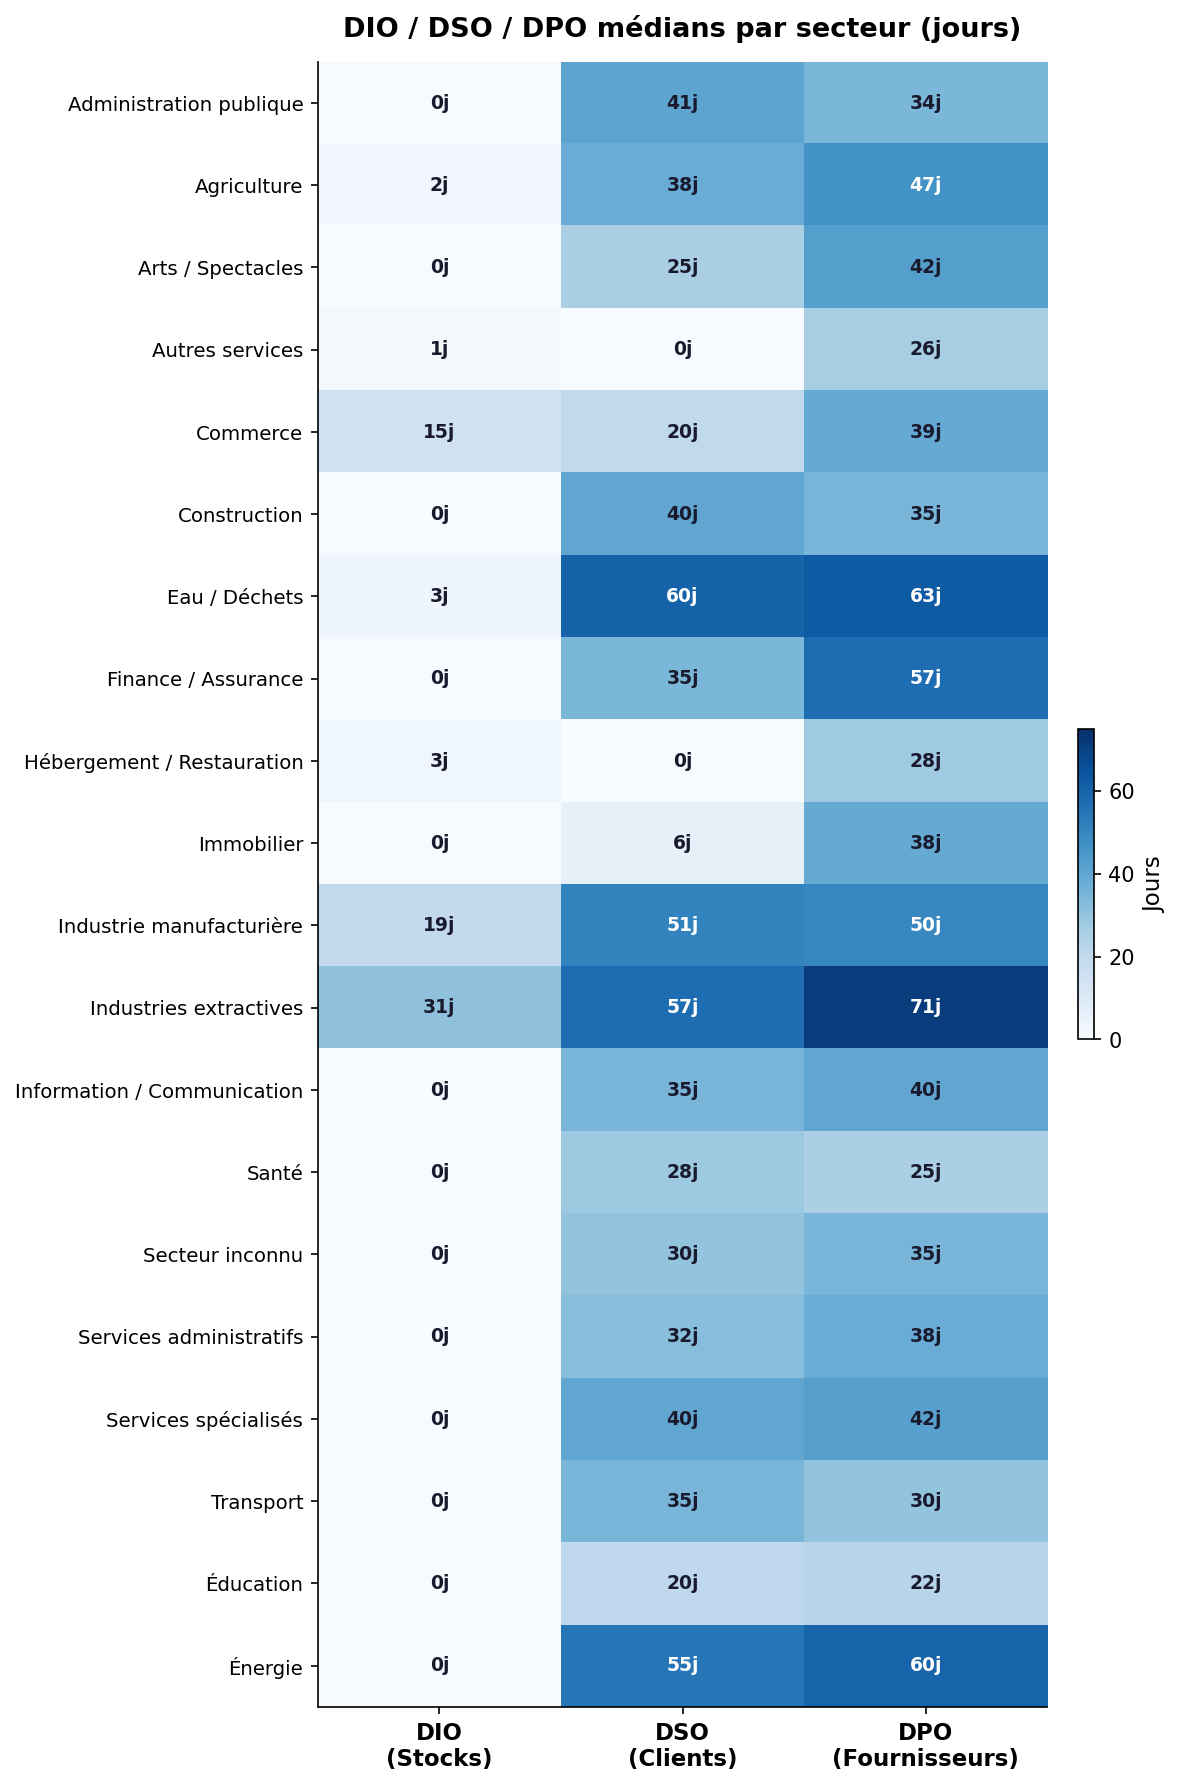 DIO / DSO / DPO médians par secteur (jours)
Administration publique 0j 41j 34j
Agriculture 2j 38j 47j
Arts / Spectacles 0j 25j 42j
Autres services 1j 0j 26j
Commerce 15j 20j 39j
Construction 0j 40j 35j
Eau / Déchets 3j 60j 63j
Finance / Assurance 0j 35j 57j
Hébergement / Restauration 3j 0j 28j
Immobilier 0j 6j 38j
Industrie manufacturière 19j 51j 50j
Industries extractives 31j 57j 71j
Information / Communication 0j 35j 40j
Santé 0j 28j 25j
Secteur inconnu 0j 30j 35j
Services administratifs 0j 32j 38j
Services spécialisés 0j 40j 42j
Transport 0j 35j 30j
Éducation 0j 20j 22j
Énergie 0j 55j 60j
DIO DSO DPO
(Stocks) (Clients) (Fournisseurs)
60
40
20
0
Jours